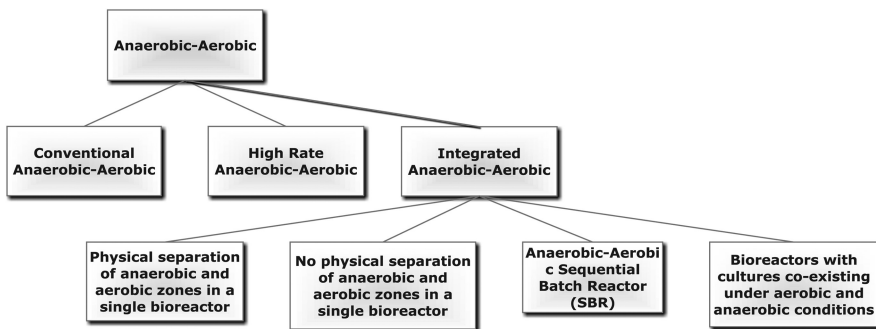 Anaerobic-Aerobic
Conventional
Anaerobic-Aerobic
High Rate
Anaerobic-Aerobic
Integrated
Anaerobic-Aerobic
Physical separation
of anaerobic and
aerobic zones in a
single bioreactor
No physical separation
of anaerobic and
aerobic zones in a
single bioreactor
Anaerobic-Aerobi
c Sequential
Batch Reactor
(SBR)
Bioreactors with
cultures co-existing
under aerobic and
anaerobic conditions